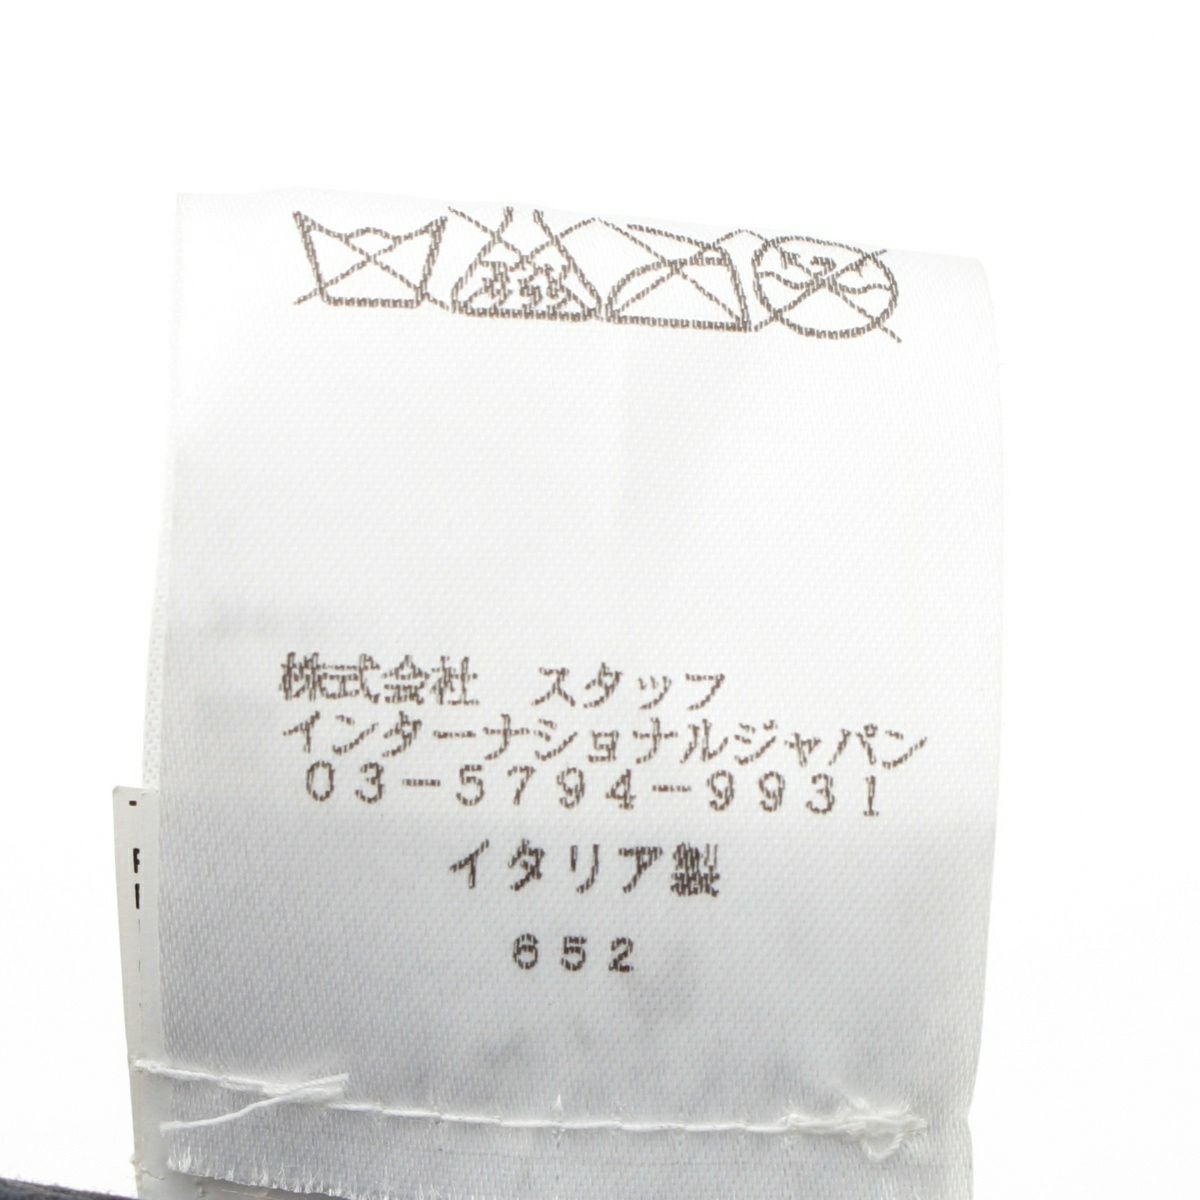 株式会社 スタッフ
インターナショナルジャパン
03-5794-9931
イタリア製
652